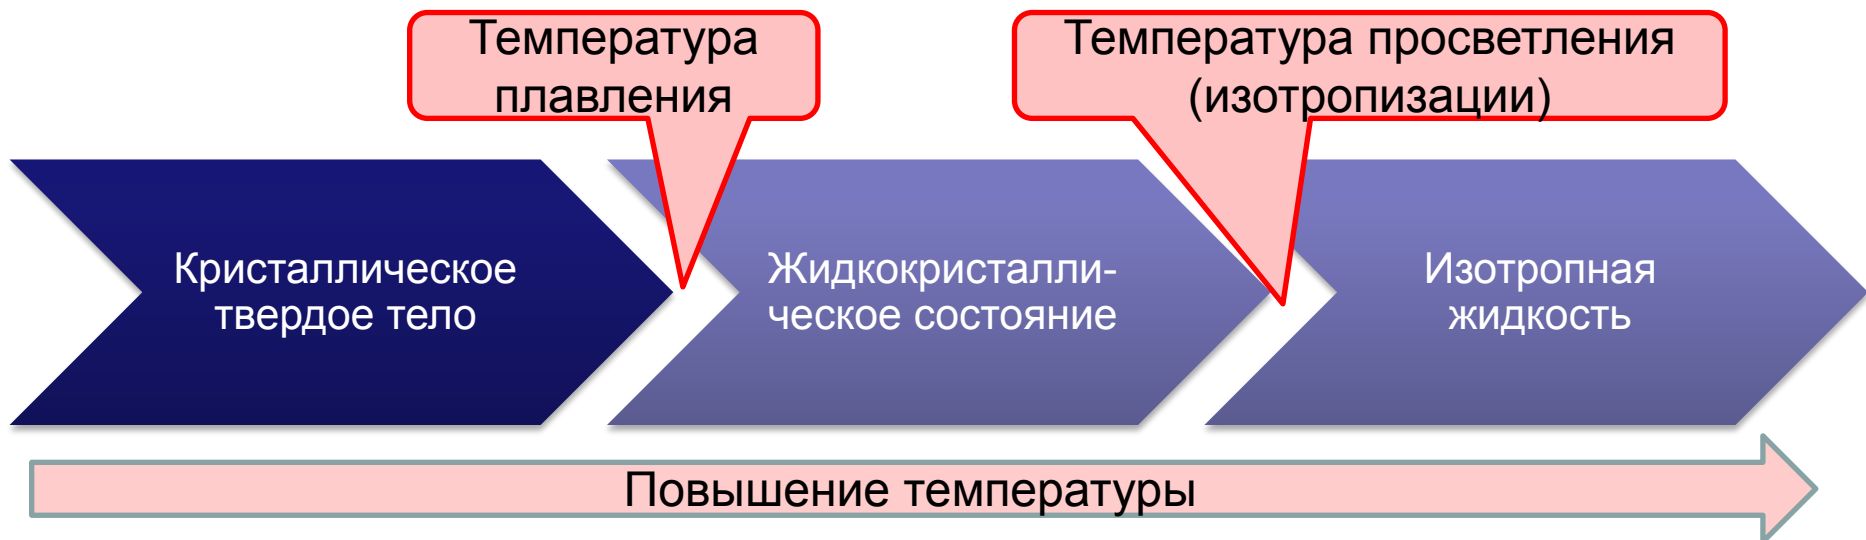 Температура
плавления
Температура просветления
(изотропизации)
Кристаллическое
твердое тело
Жидкокристалли-
ческое состояние
Изотропная
жидкость
Повышение температуры